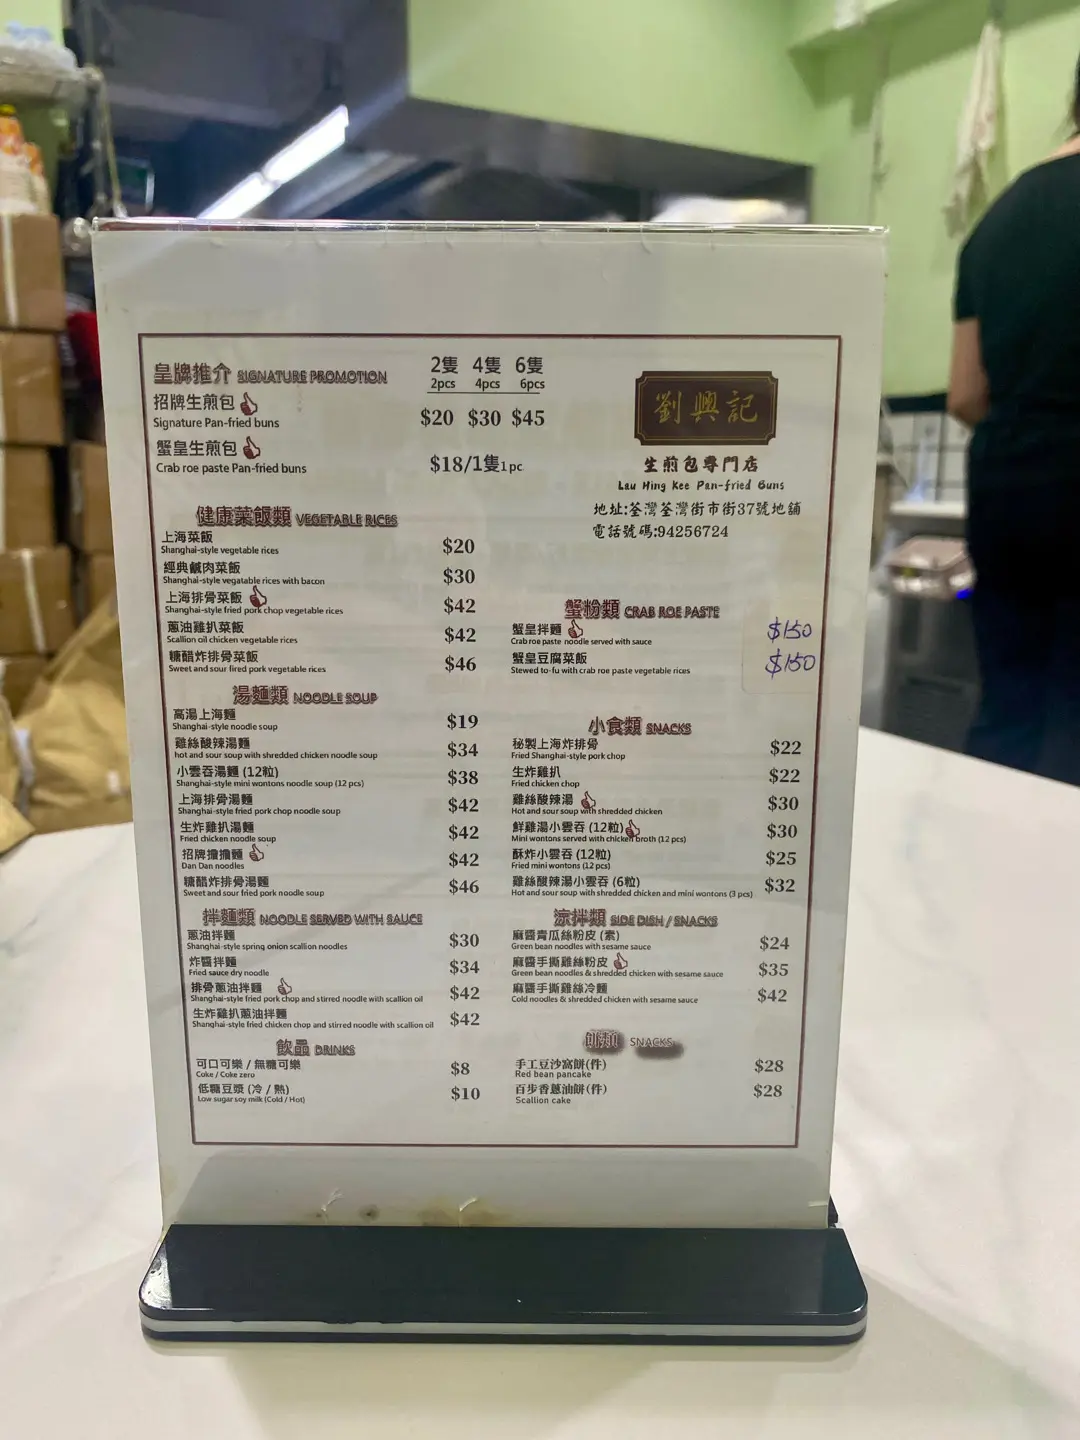 皇牌推介 SIGNATURE PROMOTION
2隻 4隻 6隻
2pcs 4pcs 6pcs
招牌生煎包
Signature Pan-fried buns
$20 $30 $45
蟹皇生煎包
Crab roe paste Pan-fried buns
$18/1隻1pc
劉興記
生煎包專門店
Lau Hing Kee Pan-fried Buns
地址:荃灣荃灣街市街37號地舖
電話號碼:94256724
健康菜飯類 VEGETABLE RICES
上海菜飯
Shanghai-style vegetable rices
$20
經典鹹肉菜飯
Shanghai-style vegatable rices with bacon
$30
上海排骨菜飯
Shanghai-style fried pork chop vegetable rices
$42
蔥油雞扒菜飯
Scallion oil chicken vegetable rices
$42
糖醋炸排骨菜飯
Sweet and sour fired pork vegetable rices
$46
湯麵類 NOODLE SOUP
高湯上海麵
Shanghai-style noodle soup
$19
雞絲酸辣湯麵
hot and sour soup with shredded chicken noodle soup
$34
小雲吞湯麵 (12粒)
Shanghai-style mini wontons noodle soup (12 pcs)
$38
上海排骨湯麵
Shanghai-style fried pork chop noodle soup
$42
生炸雞扒湯麵
Fried chicken noodle soup
$42
招牌擔擔麵
Dan Dan noodles
$42
糖醋炸排骨湯麵
Sweet and sour fried pork noodle soup
$46
拌麵類 NOODLE SERVED WITH SAUCE
蔥油拌麵
Shanghai-style spring onion scallion noodles
$30
炸醬拌麵
Fried sauce dry noodle
$34
排骨蔥油拌麵
Shanghai-style fried pork chop and stirred noodle with scallion oil
$42
生炸雞扒蔥油拌麵
Shanghai-style fried chicken chop and stirred noodle with scallion oil
$42
飲品 DRINKS
可口可樂 / 無糖可樂
Coke / Coke zero
$8
低糖豆漿 (冷 / 熱)
Low sugar soy milk (Cold / Hot)
$10
蟹粉類 CRAB ROE PASTE
蟹皇拌麵
Crab roe paste noodle served with sauce
$150
蟹皇豆腐菜飯
Stewed to-fu with crab roe paste vegetable rices
$150
小食類 SNACKS
秘製上海炸排骨
Fried Shanghai-style pork chop
$22
生炸雞扒
Fried chicken chop
$22
雞絲酸辣湯
Hot and sour soup with shredded chicken
$30
鮮雞湯小雲吞 (12粒)
Mini wontons served with chicken broth (12 pcs)
$30
酥炸小雲吞 (12粒)
Fried mini wontons (12 pcs)
$25
雞絲酸辣湯小雲吞 (6粒)
Hot and sour soup with shredded chicken and mini wontons (3 pcs)
$32
涼拌類 SIDE DISH / SNACKS
麻醬青瓜絲粉皮 (素)
Green bean noodles with sesame sauce
$24
麻醬手撕雞絲粉皮
Green bean noodles & shredded chicken with sesame sauce
$35
麻醬手撕雞絲冷麵
Cold noodles & shredded chicken with sesame sauce
$42
餅類 SNACKS
手工豆沙窩餅(件)
Red bean pancake
$28
百步香蔥油餅(件)
Scallion cake
$28